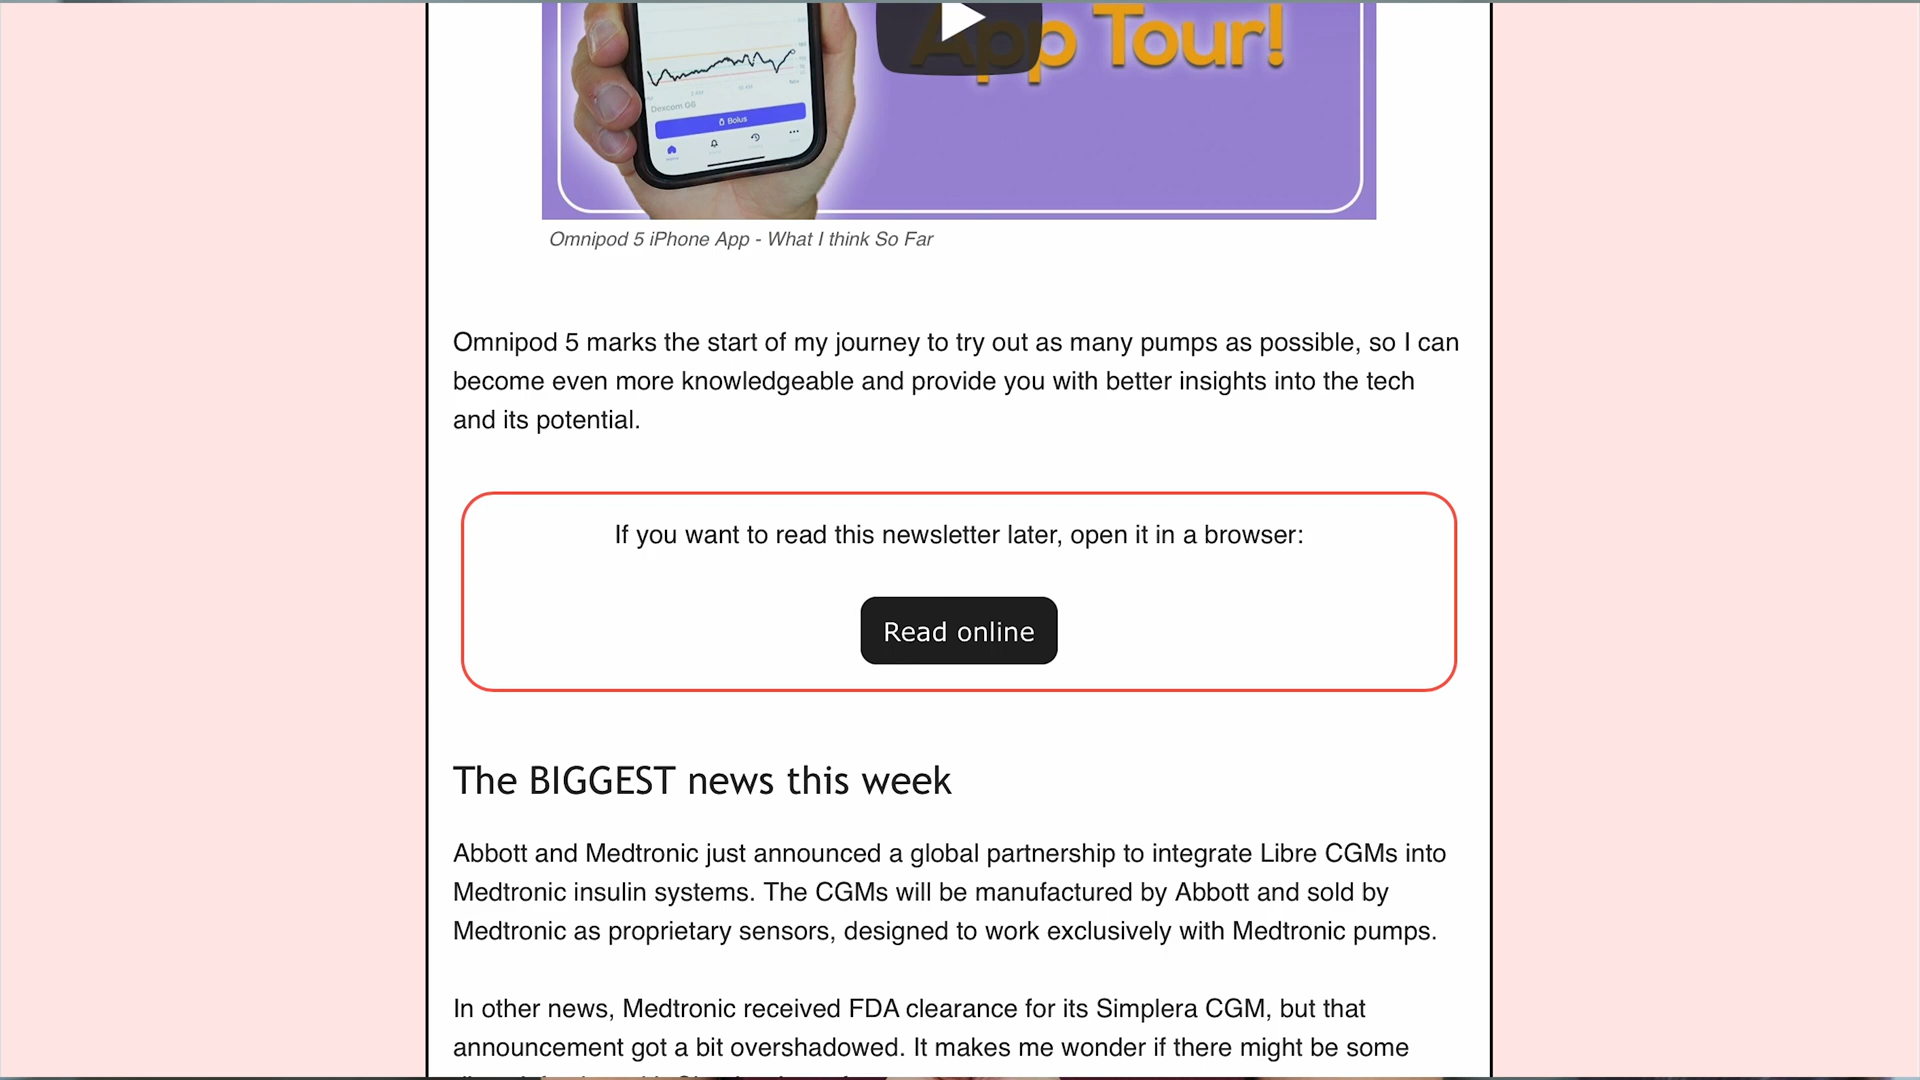 App Tour!
Dexcom G6
Bolus
Omnipod 5 iPhone App - What I think So Far
Omnipod 5 marks the start of my journey to try out as many pumps as possible, so I can
become even more knowledgeable and provide you with better insights into the tech
and its potential.
If you want to read this newsletter later, open it in a browser:
Read online
The BIGGEST news this week
Abbott and Medtronic just announced a global partnership to integrate Libre CGMs into
Medtronic insulin systems. The CGMs will be manufactured by Abbott and sold by
Medtronic as proprietary sensors, designed to work exclusively with Medtronic pumps.
In other news, Medtronic received FDA clearance for its Simplera CGM, but that
announcement got a bit overshadowed. It makes me wonder if there might be some